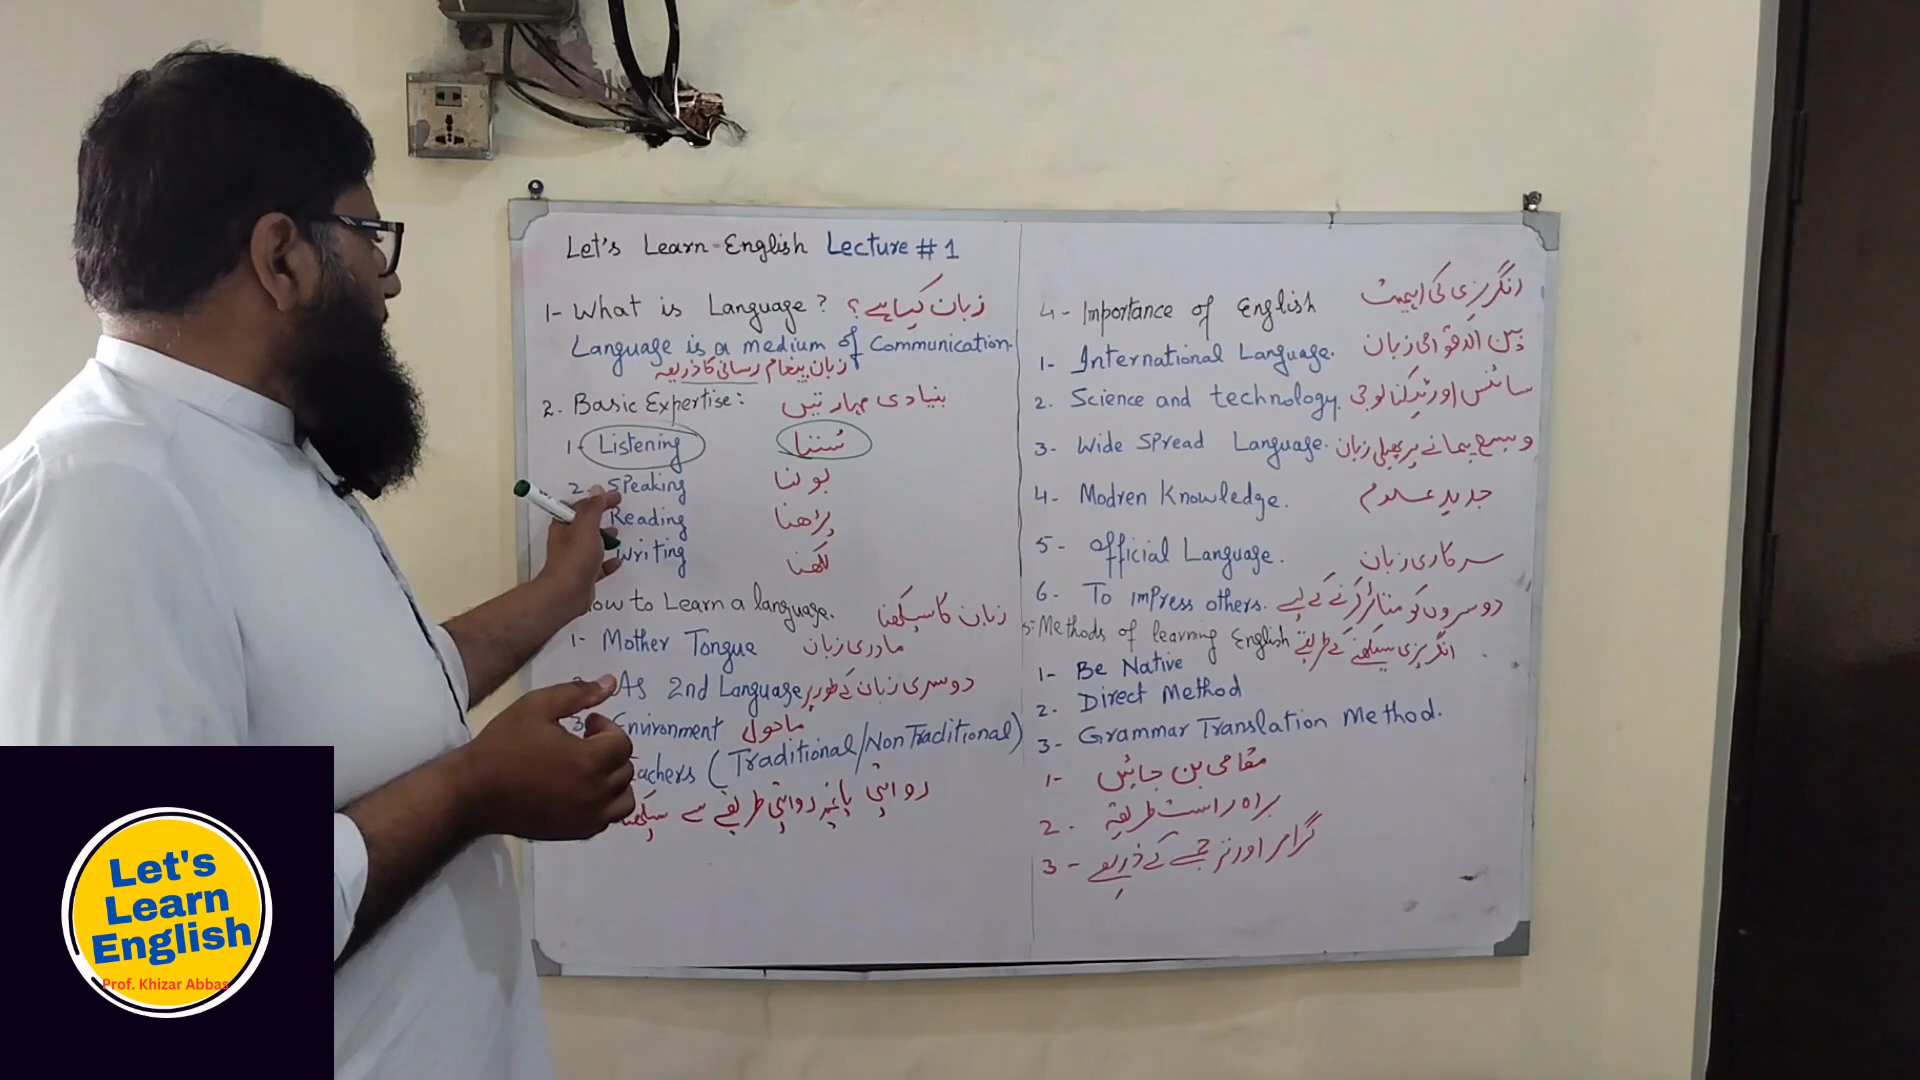 Let's Learn-English Lecture # 1
1- What is Language? زبان کیا ہے؟
Language is a medium of Communication.
زبان پیغام رسانی کا ذریعہ
2. Basic Expertise: بنیادی مہارتیں
1- Listening سُننا
2. Speaking بولنا
Reading پڑھنا
Writing لکھنا
How to Learn a language. زبان کا سیکھنا
1- Mother Tongue مادری زبان
As 2nd Language دوسری زبان کے طور پر
3. Environment ماحول
Teachers (Traditional/Non Traditional)
روایتی یا غیر روایتی طریقے سے سیکھنا
4- Importance of English انگریزی کی اہمیت
1. International Language. بین الاقوامی زبان
2. Science and technology. سائنس اور ٹیکنالوجی
3. Wide Spread Language. وسیع پیمانے پر پھیلی زبان
4- Modren Knowledge. جدید علوم
5- Official Language. سرکاری زبان
6- To impress others. دوسروں کو متاثر کرنے کے لیے
5- Methods of learning English انگریزی سیکھنے کے طریقے
1- Be Native
2. Direct Method
3- Grammar Translation Method.
1- مقامی بن جائیں
2. براہ راست طریقہ
3- گرامر اور ترجمے کے ذریعے
Let's
Learn
English
Prof. Khizar Abbas